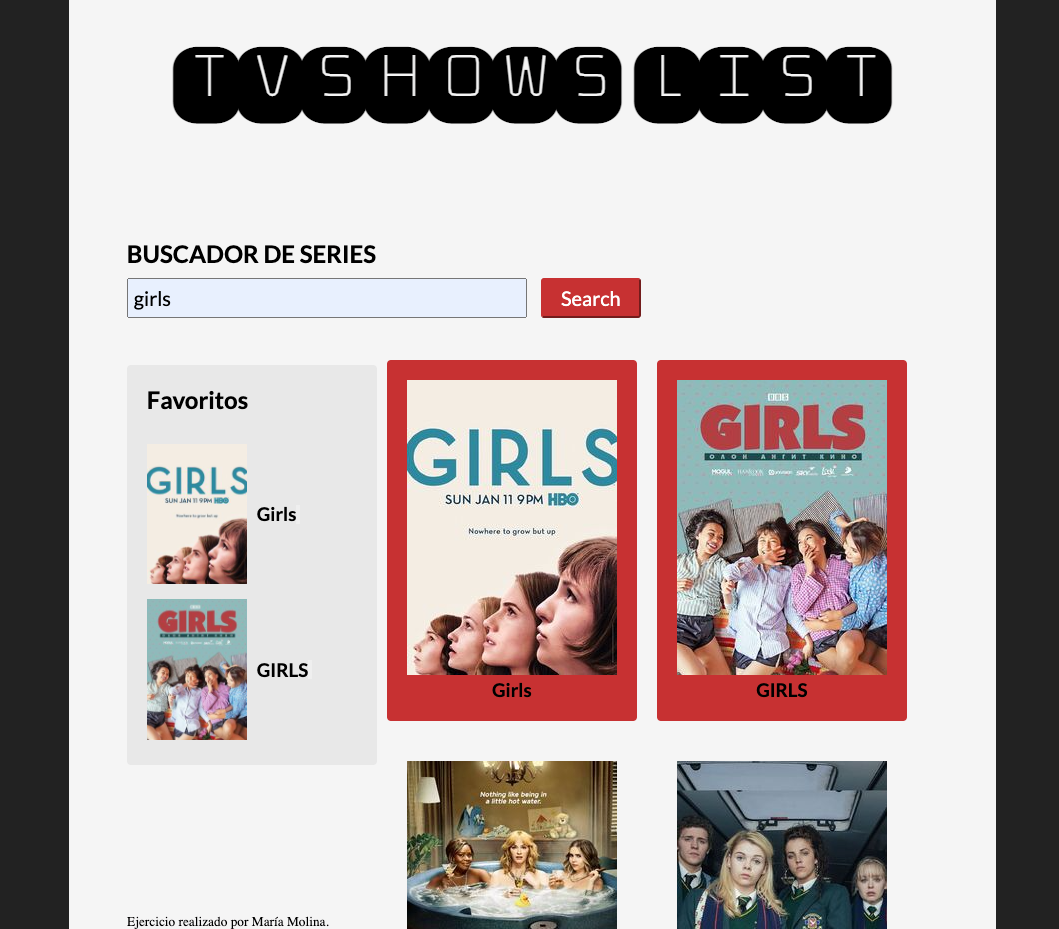 TVSHOWS LIST
BUSCADOR DE SERIES
girls
Search
Favoritos
GIRLS
SUN JAN 11 9PM HBO
Nowhere to grow but up
Girls
GIRLS
GIRLS
GIRLS
SUN JAN 11 9PM HBO
Nowhere to grow but up
Girls
GIRLS
ОЛОН АНГИТ КИНО
GIRLS
Nothing like being in
a little hot water.
Ejercicio realizado por María Molina.